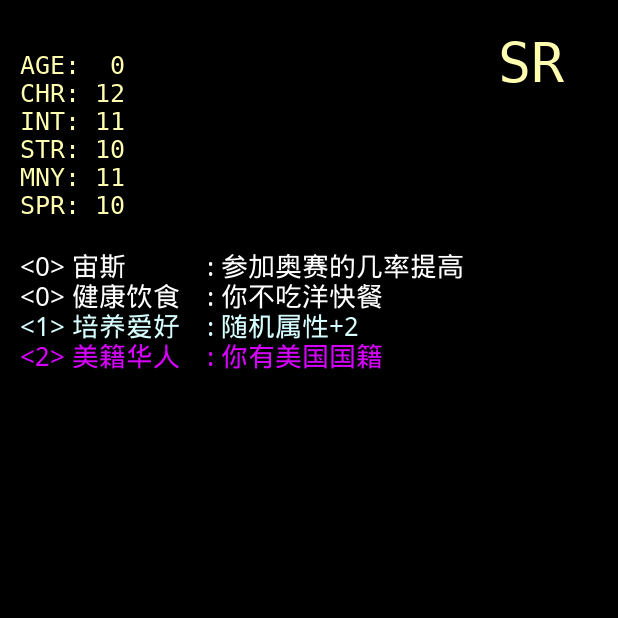 SR
AGE:  0
CHR: 12
INT: 11
STR: 10
MNY: 11
SPR: 10
<0> 宙斯 : 参加奥赛的几率提高
<0> 健康饮食 : 你不吃洋快餐
<1> 培养爱好 : 随机属性+2
<2> 美籍华人 : 你有美国国籍